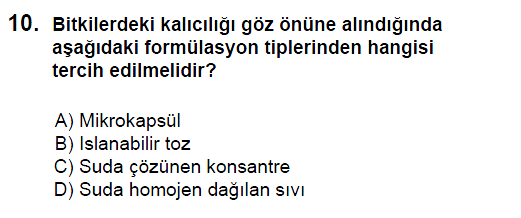 10. Bitkilerdeki kalıcılığı göz önüne alındığında
aşağıdaki formülasyon tiplerinden hangisi
tercih edilmelidir?
A) Mikrokapsül
B) Islanabilir toz
C) Suda çözünen konsantre
D) Suda homojen dağılan sıvı